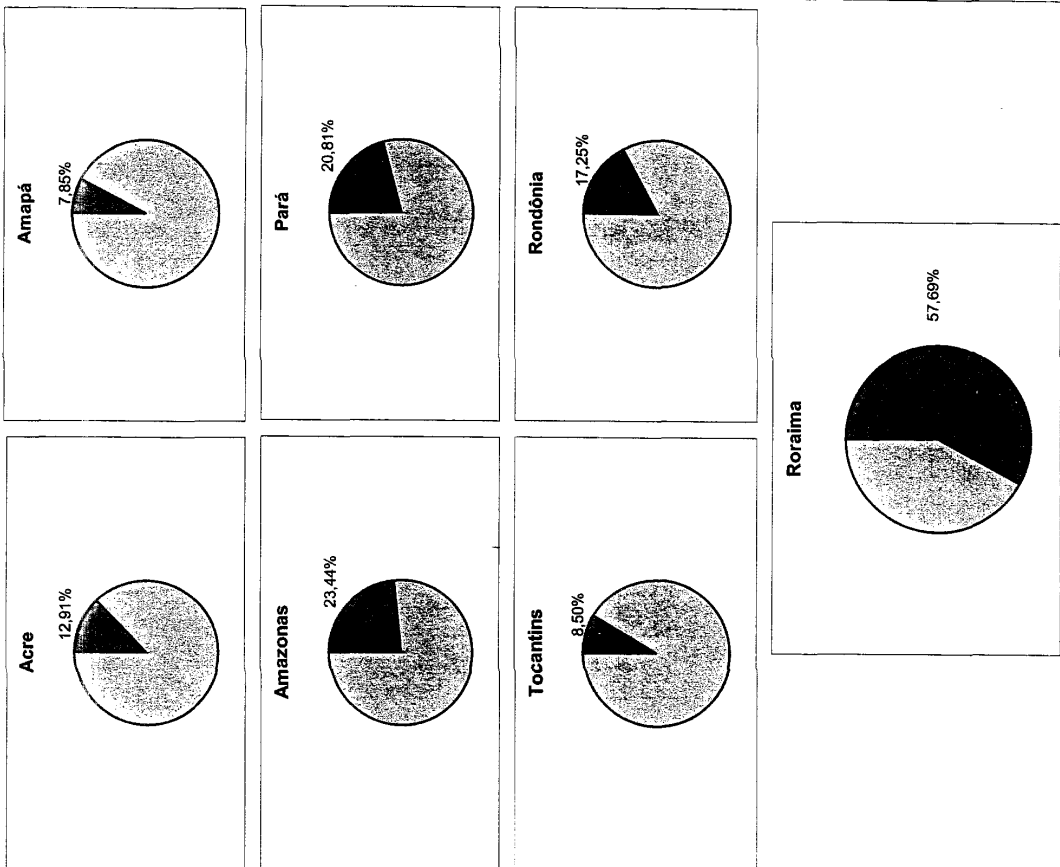 Acre
12,91%
Amapá
7,85%
Amazonas
23,44%
Pará
20,81%
Tocantins
8,50%
Rondônia
17,25%
Roraima
57,69%